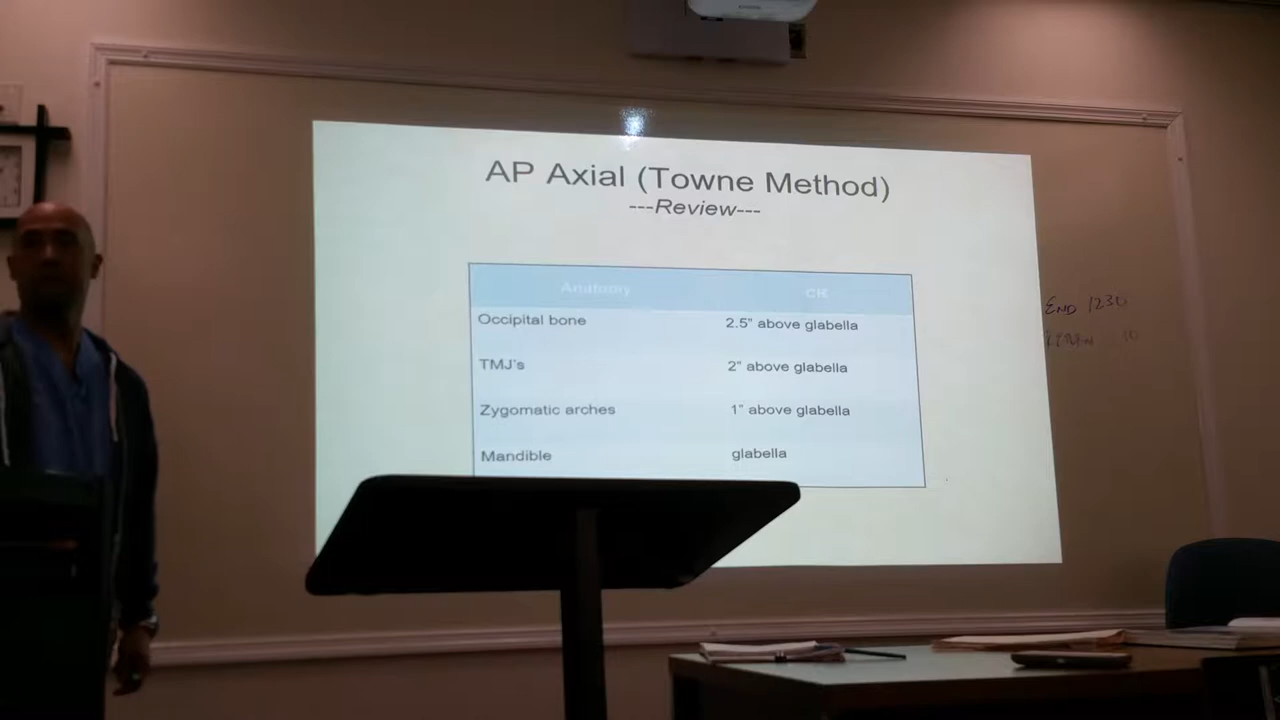 AP Axial (Towne Method)
---Review---
Anatomy CR
Occipital bone 2.5" above glabella
TMJ's 2" above glabella
Zygomatic arches 1" above glabella
Mandible glabella
END 1230